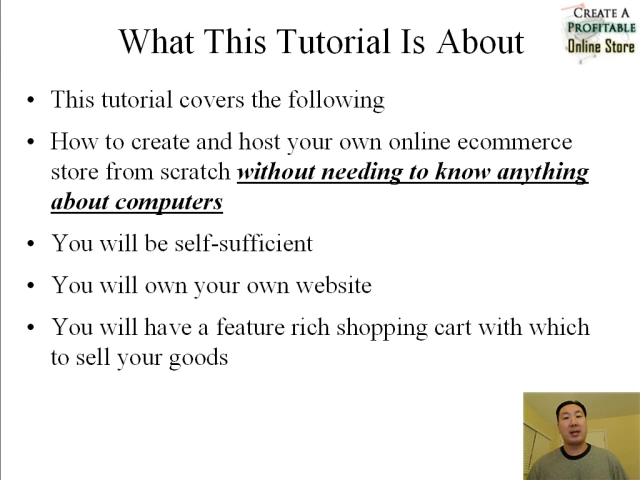 CREATE A
PROFITABLE
Online Store
What This Tutorial Is About
• This tutorial covers the following
• How to create and host your own online ecommerce
store from scratch without needing to know anything
about computers
• You will be self-sufficient
• You will own your own website
• You will have a feature rich shopping cart with which
to sell your goods